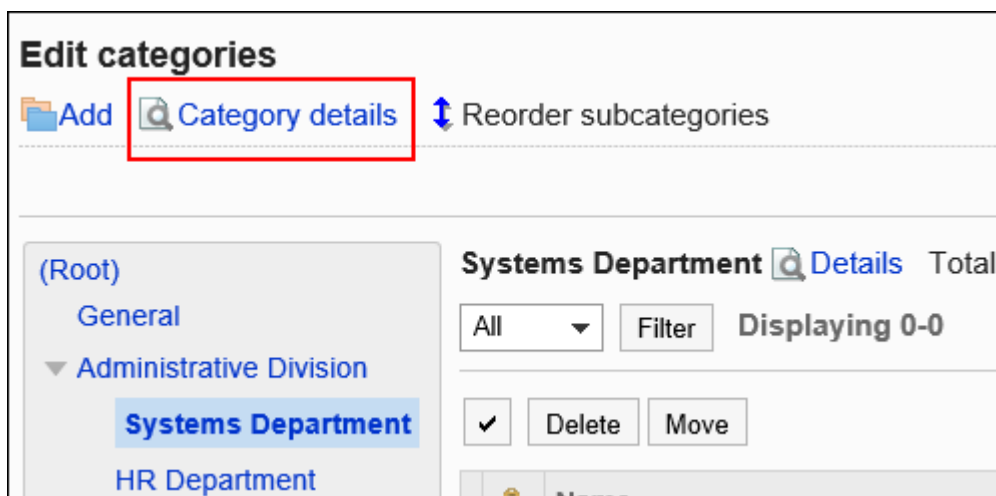 Edit categories
Add Category details Reorder subcategories
(Root)
General
Administrative Division
Systems Department
HR Department
Systems Department Details Total
All Filter Displaying 0-0
Delete Move
Name